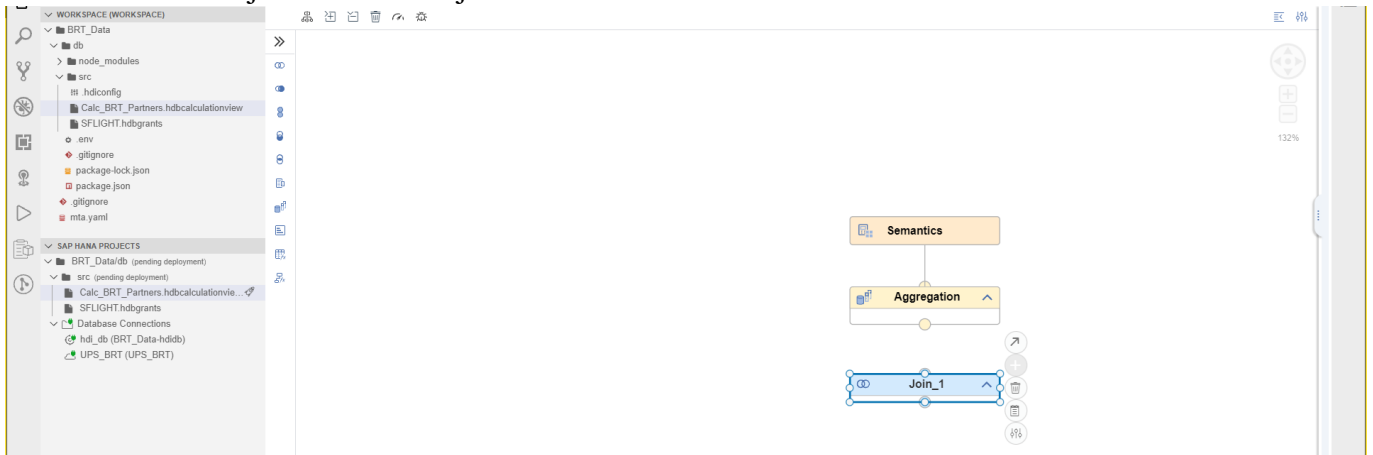 WORKSPACE (WORKSPACE)
BRT_Data
db
node_modules
src
.hdiconfig
Calc_BRT_Partners.hdbcalculationview
SFLIGHT.hdbgrants
.env
.gitignore
package-lock.json
package.json
.gitignore
mta.yaml
SAP HANA PROJECTS
BRT_Data/db (pending deployment)
src (pending deployment)
Calc_BRT_Partners.hdbcalculationvie...
SFLIGHT.hdbgrants
Database Connections
hdi_db (BRT_Data-hdidb)
UPS_BRT (UPS_BRT)
132%
Semantics
Aggregation
Join_1